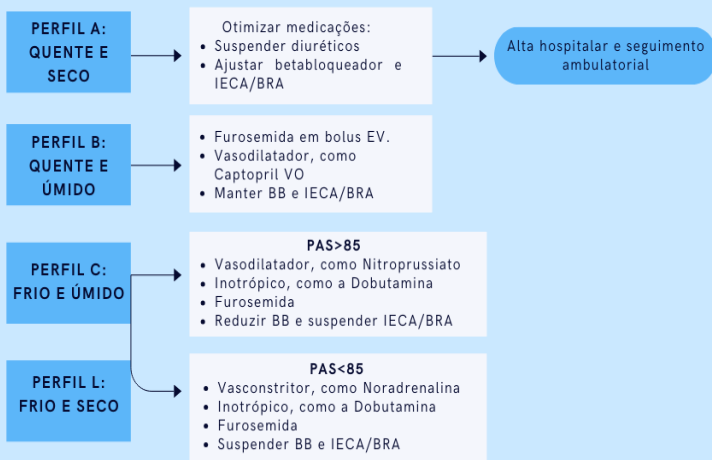 PERFIL A:
QUENTE E
SECO
Otimizar medicações:
• Suspender diuréticos
• Ajustar betabloqueador e
IECA/BRA
Alta hospitalar e seguimento
ambulatorial
PERFIL B:
QUENTE E
ÚMIDO
• Furosemida em bolus EV.
• Vasodilatador, como
Captopril VO
• Manter BB e IECA/BRA
PERFIL C:
FRIO E ÚMIDO
PAS>85
• Vasodilatador, como Nitroprussiato
• Inotrópico, como a Dobutamina
• Furosemida
• Reduzir BB e suspender IECA/BRA
PERFIL L:
FRIO E SECO
PAS<85
• Vasconstritor, como Noradrenalina
• Inotrópico, como a Dobutamina
• Furosemida
• Suspender BB e IECA/BRA